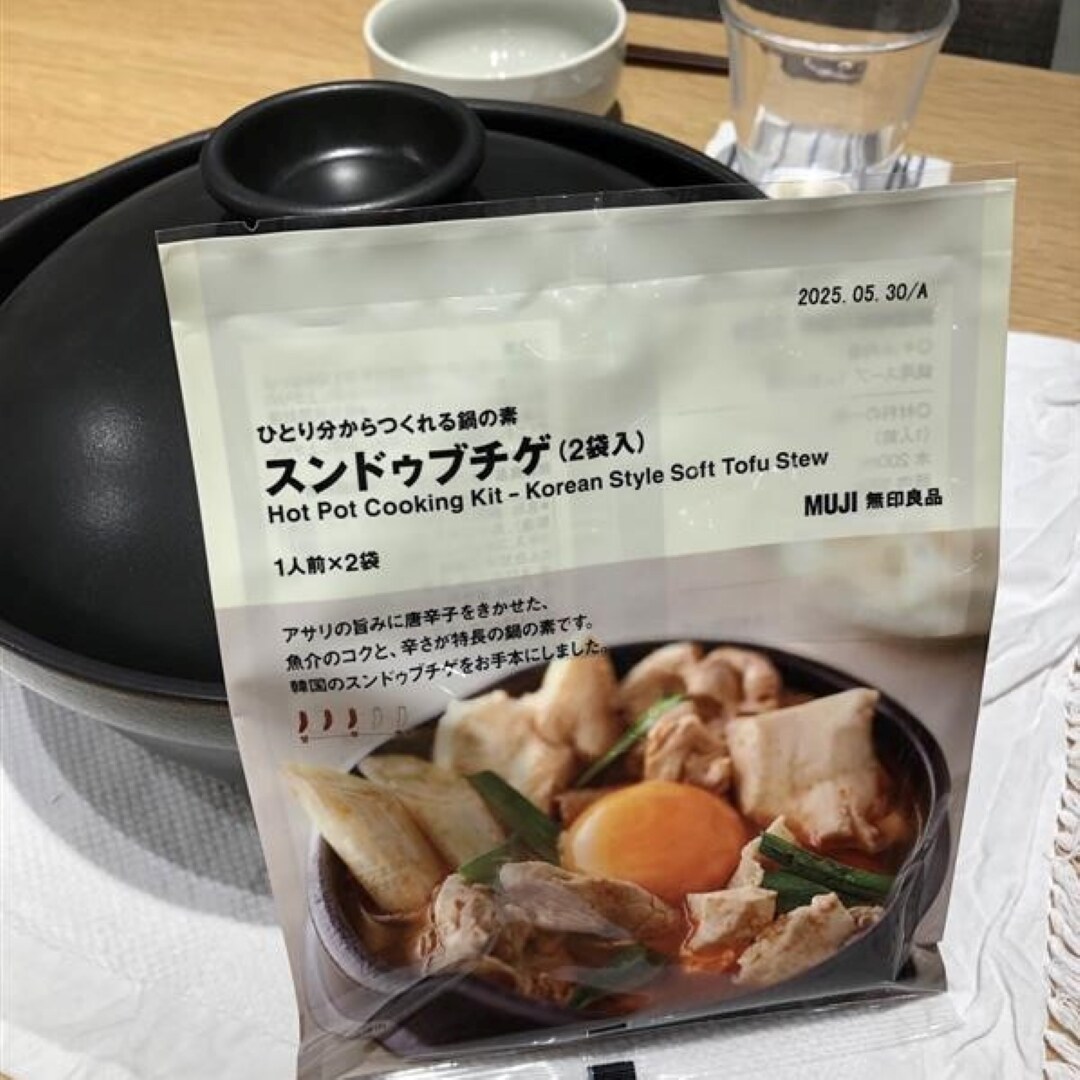 2025.05.30/A
ひとり分からつくれる鍋の素
スンドゥブチゲ(2袋入)
Hot Pot Cooking Kit - Korean Style Soft Tofu Stew
MUJI 無印良品
1人前×2袋
アサリの旨みに唐辛子をきかせた、
魚介のコクと、辛さが特長の鍋の素です。
韓国のスンドゥブチゲをお手本にしました。